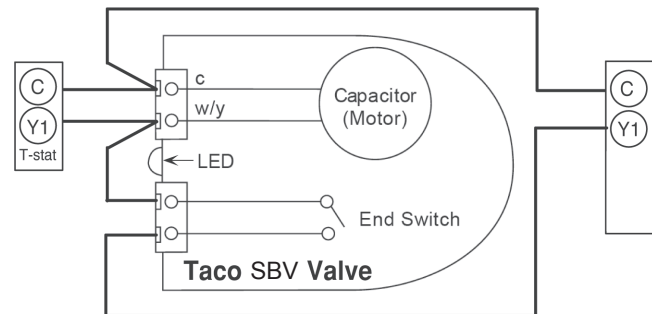 C
Y1
T-stat
c
w/y
LED
Capacitor
(Motor)
End Switch
Taco SBV Valve
C
Y1